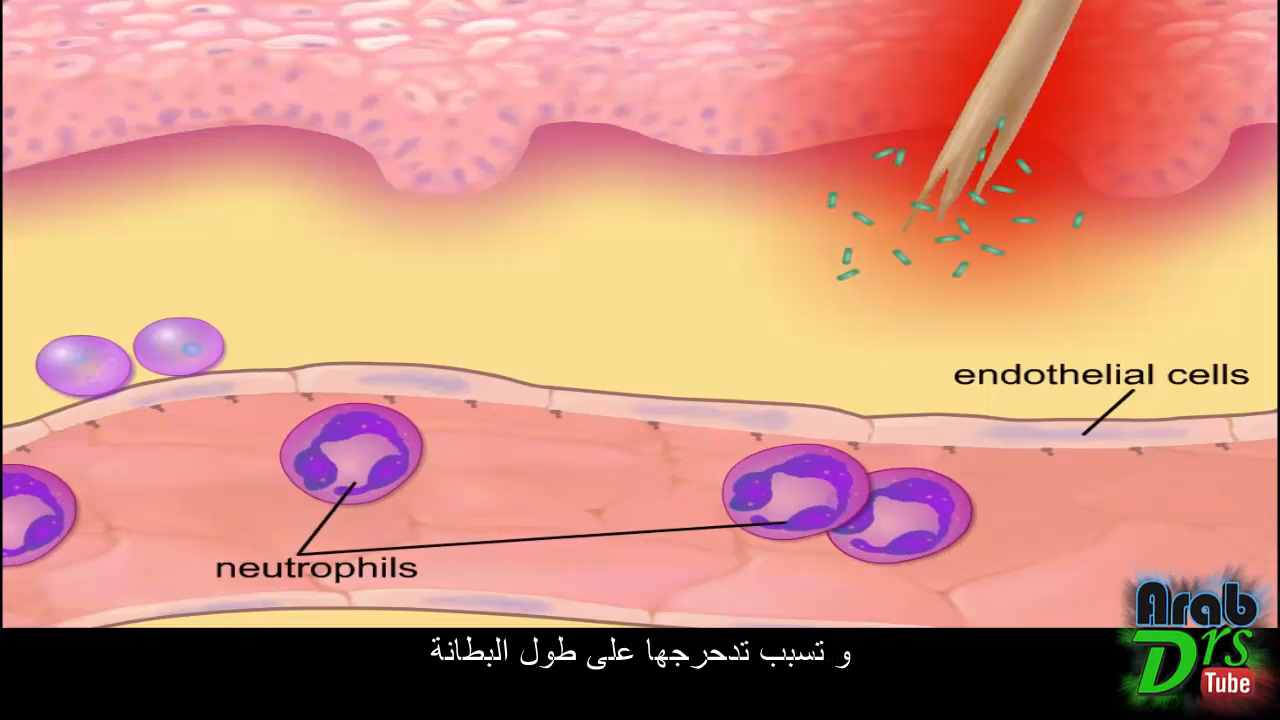 endothelial cells
neutrophils
و تسبب تدحرجها على طول البطانة
Arab
Drs
Tube